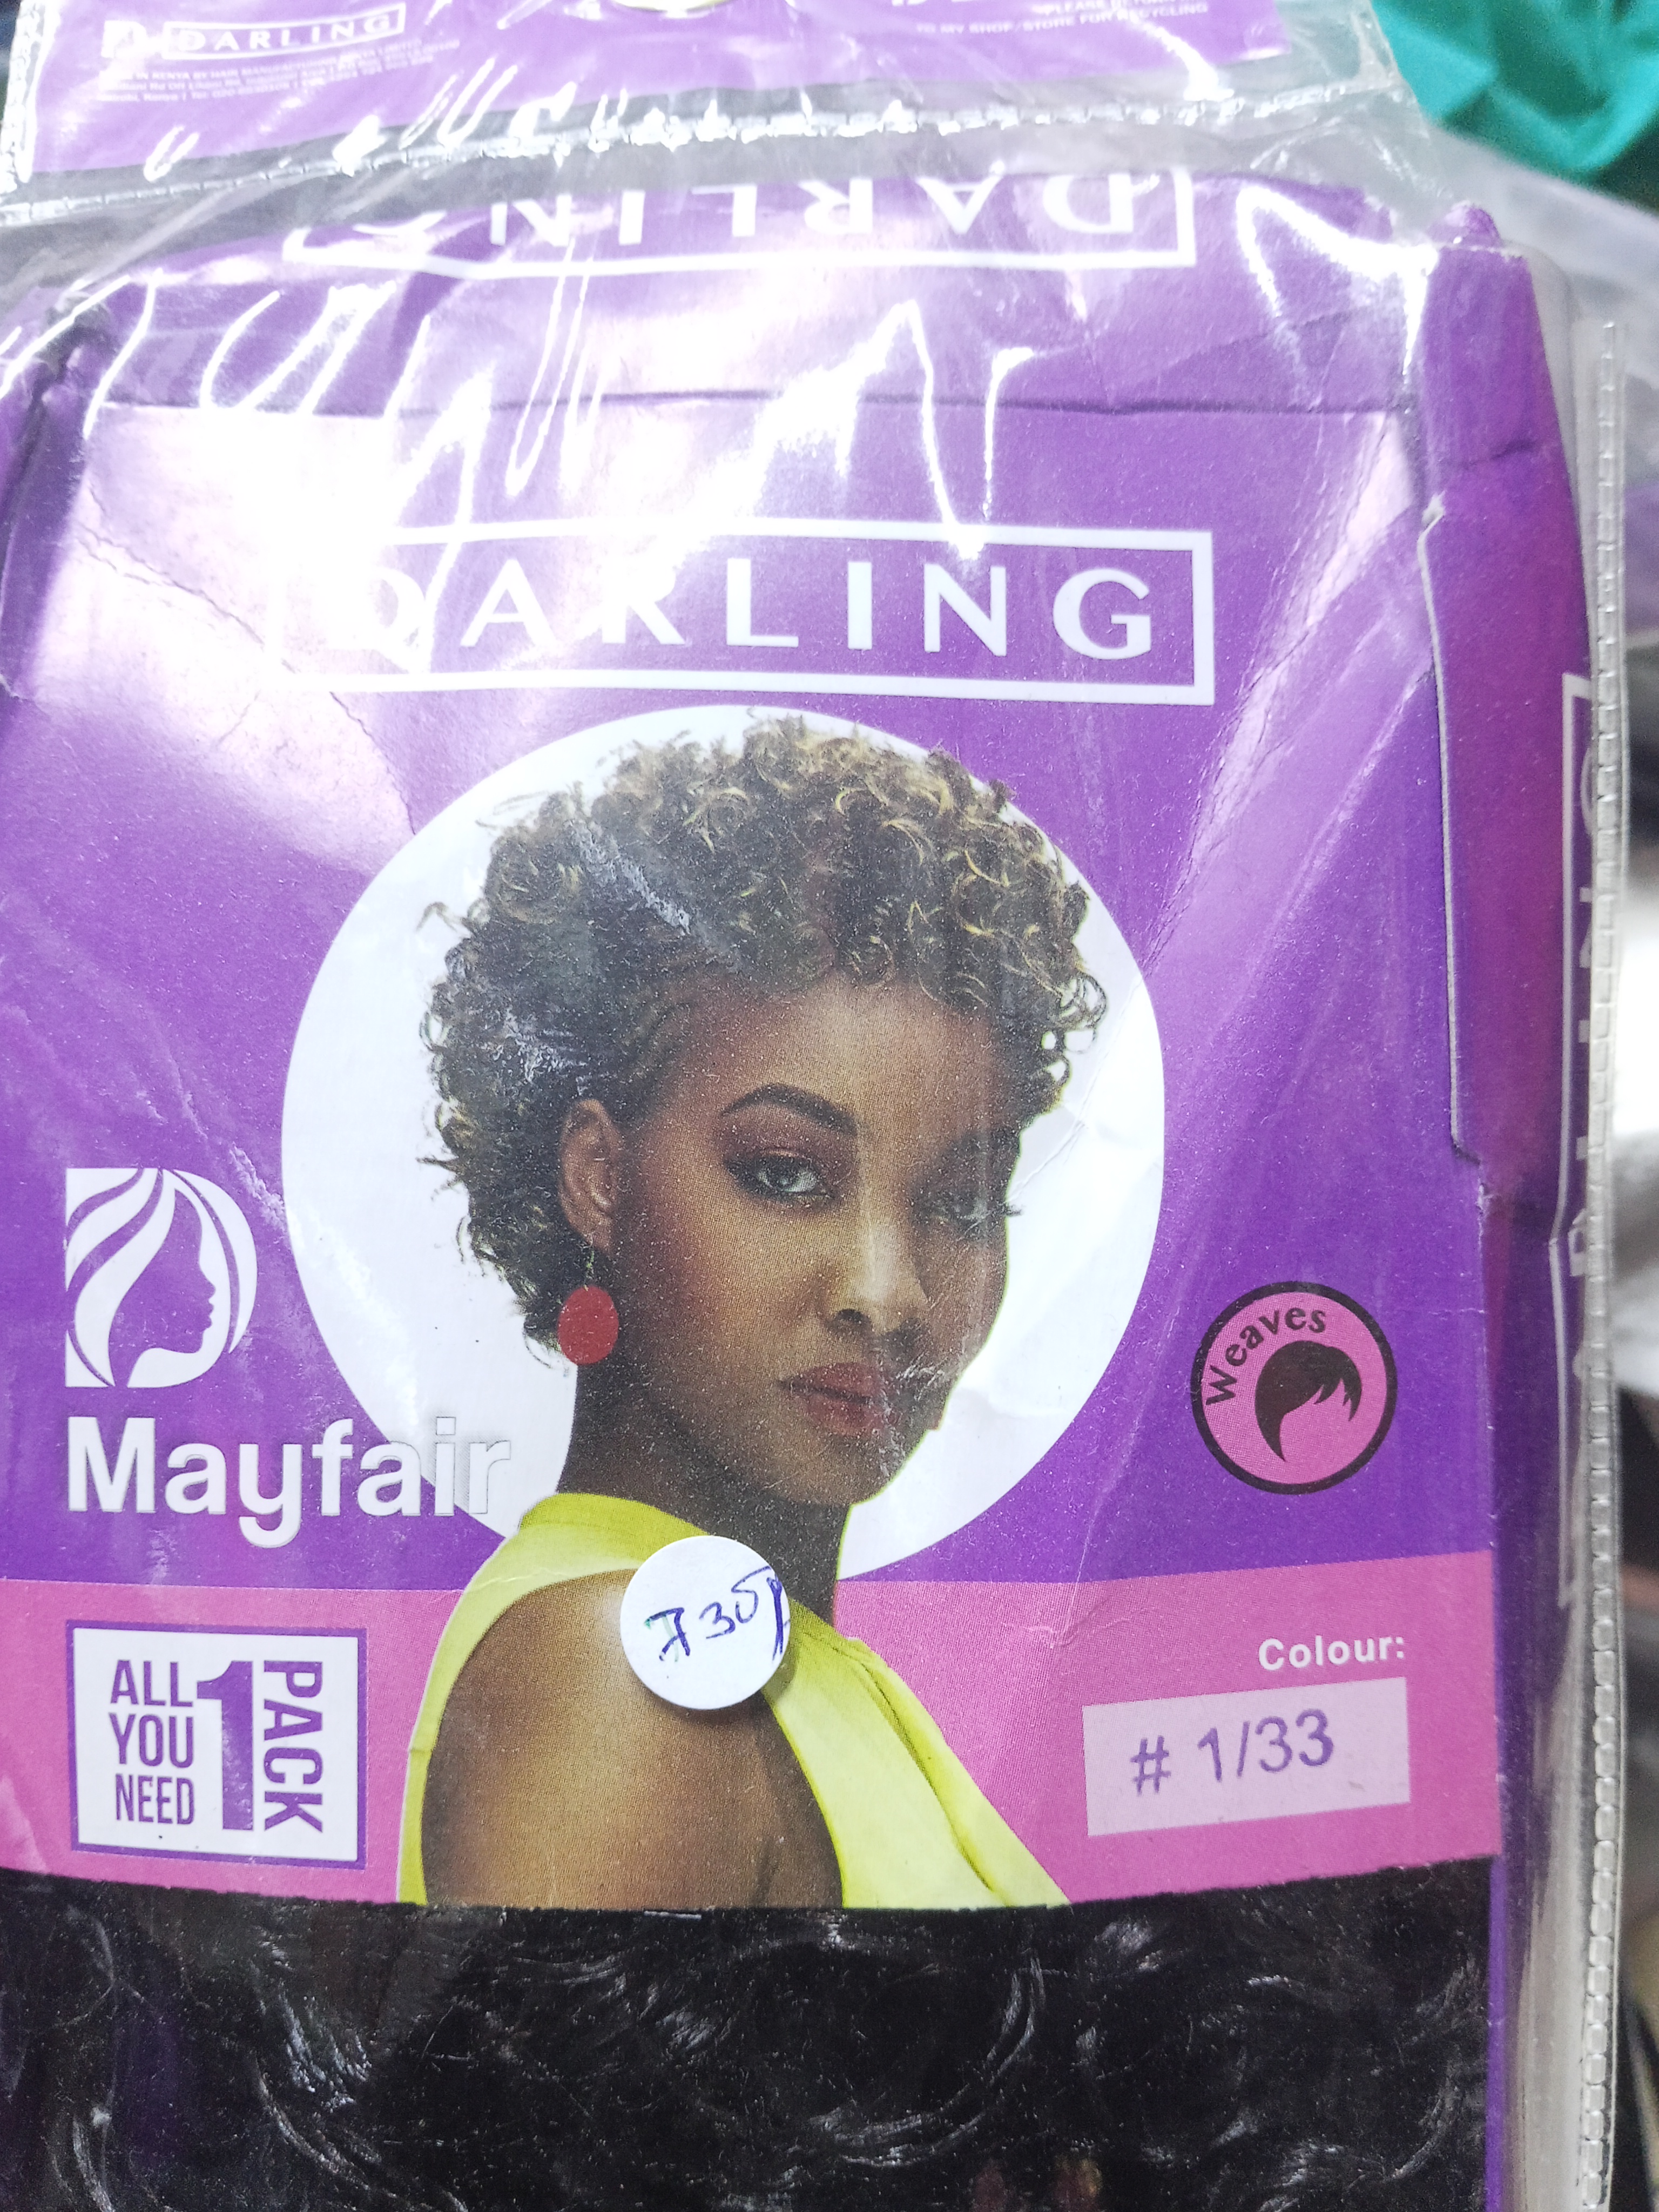 DARLING
TO MY SHOP/STORE FOR RECYCLING
DARLING
DARLING
Weaves
Mayfair
730/
ALL
YOU
NEED
1
PACK
Colour:
# 1/33